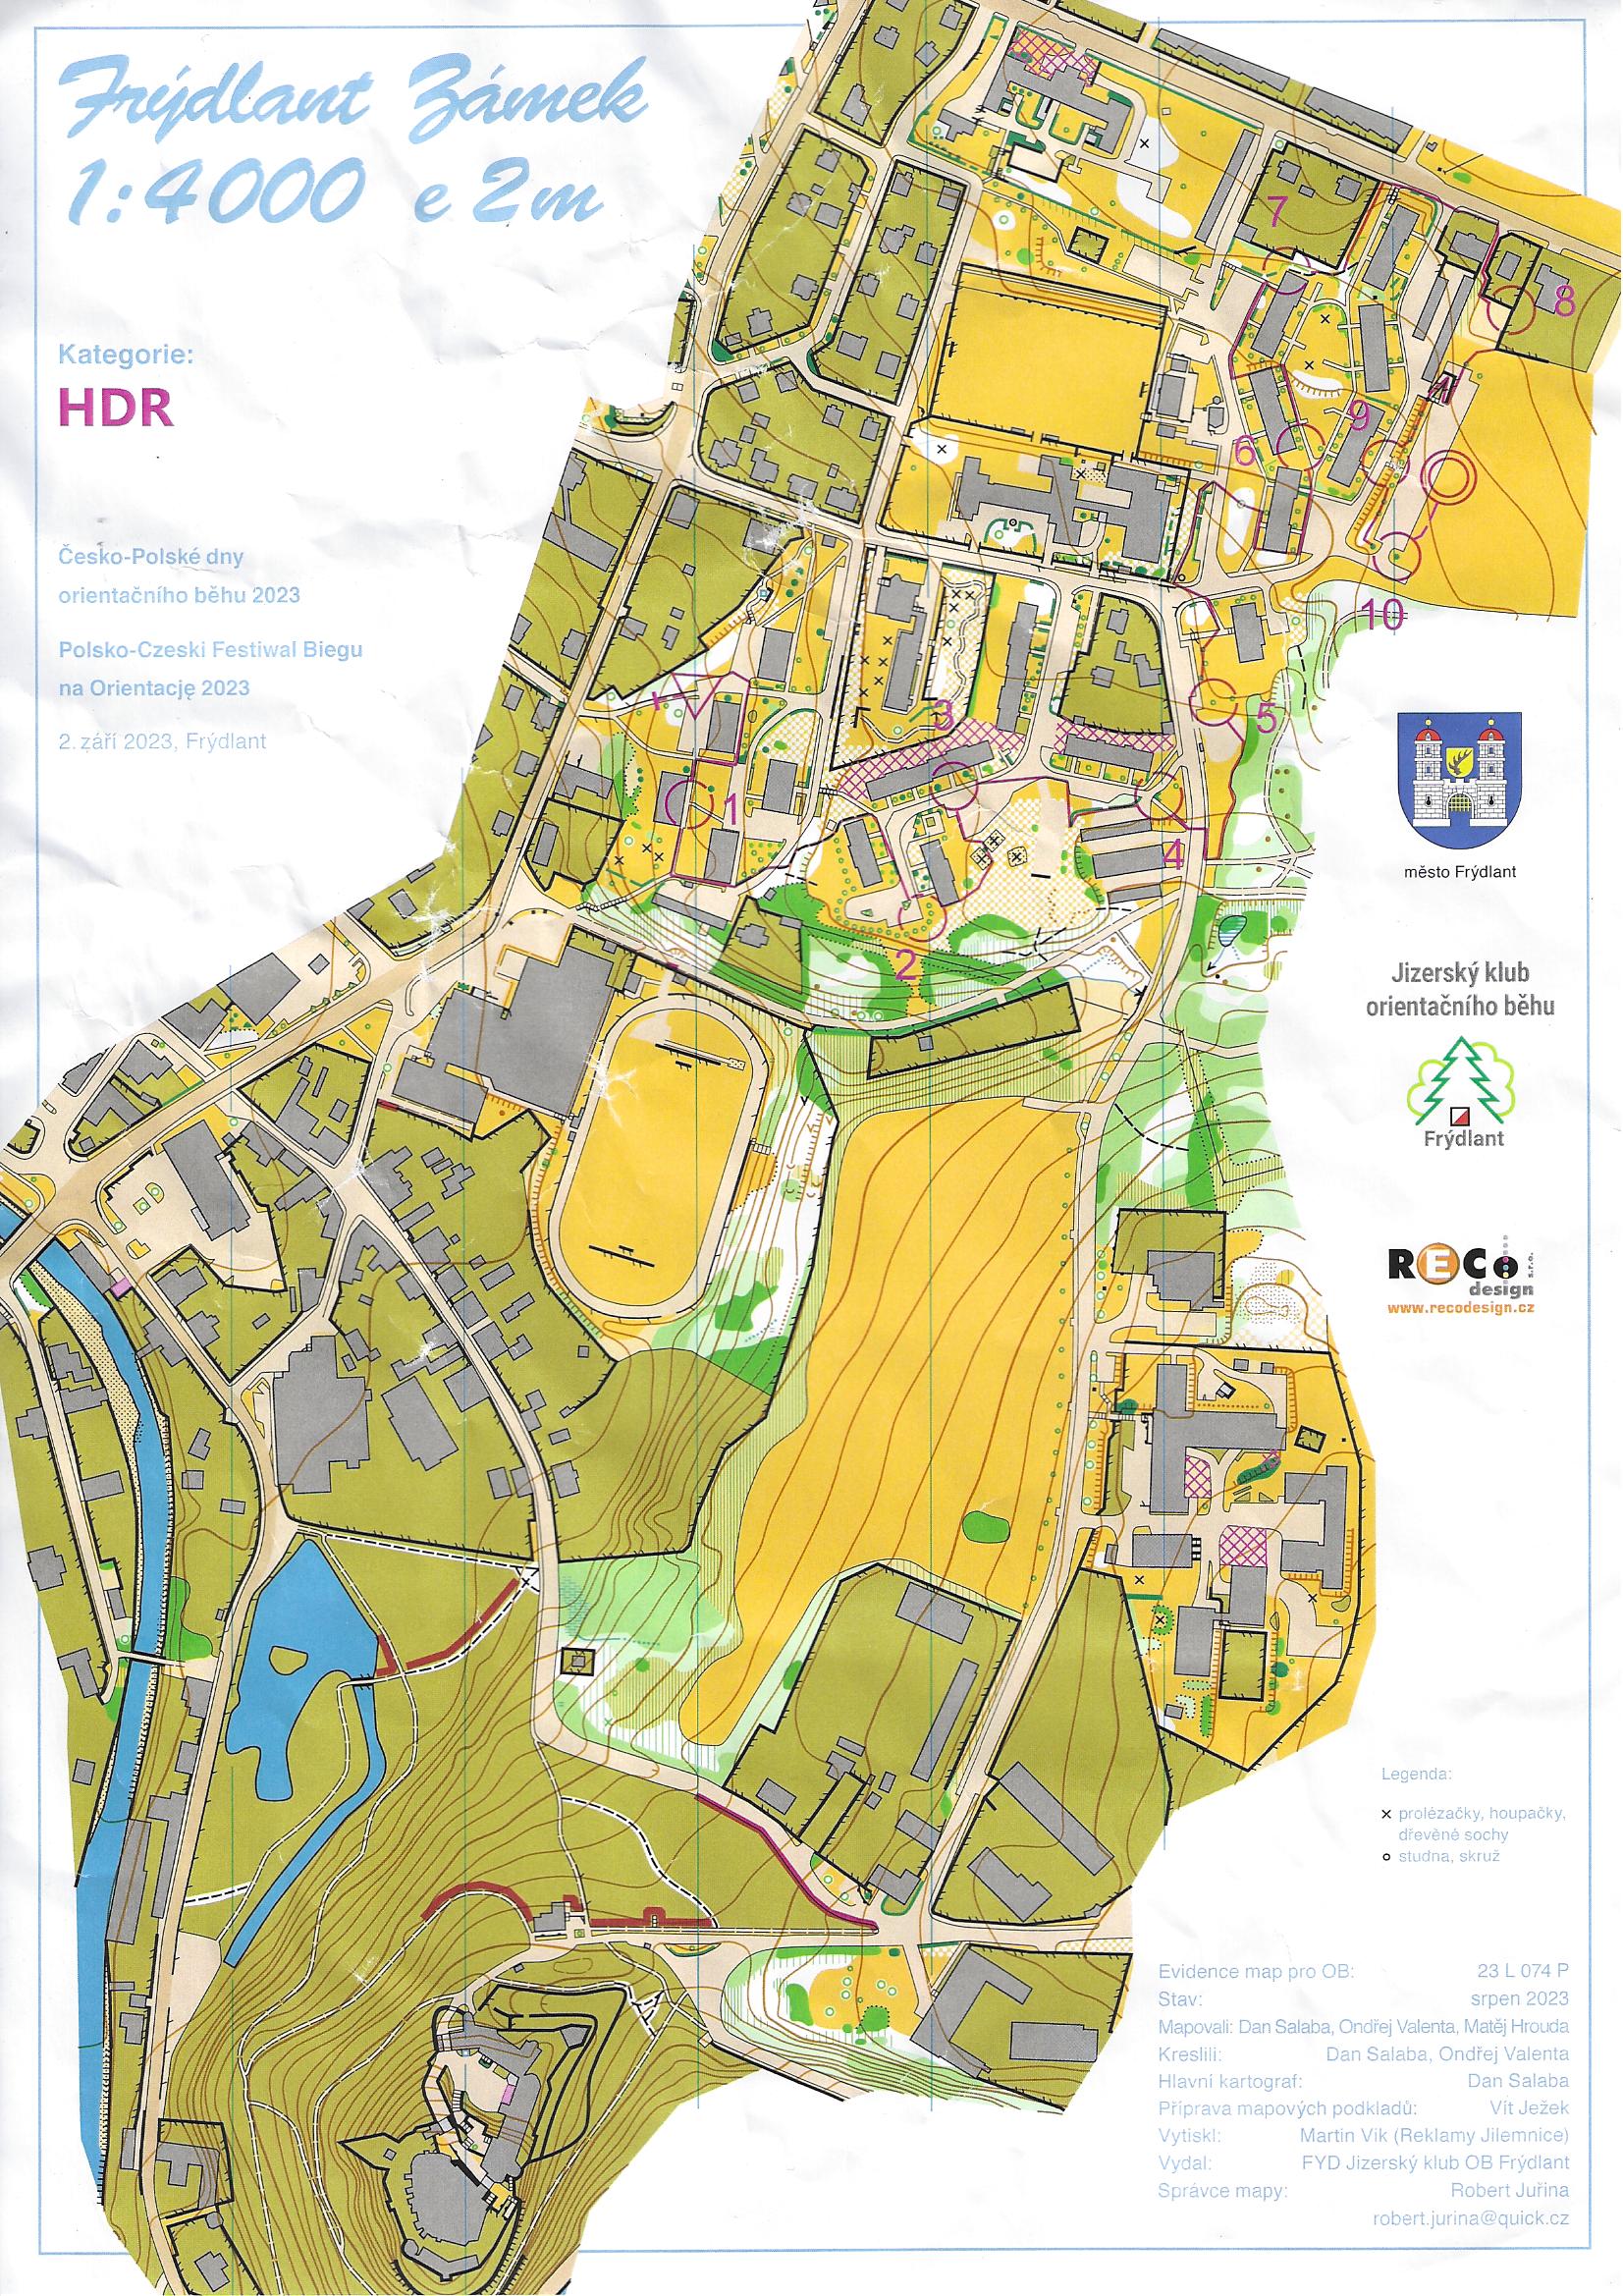 Frýdlant Zámek
1:4000 e 2m
Kategorie:
HDR
Česko-Polské dny
orientačního běhu 2023
Polsko-Czeski Festiwal Biegu
na Orientację 2023
2. září 2023, Frýdlant
7
8
9
6
10
3
5
1
4
2
město Frýdlant
Jizerský klub
orientačního běhu
Frýdlant
RECo
design
s.r.o.
www.recodesign.cz
Legenda:
x prolézačky, houpačky,
dřevěné sochy
o studna, skruž
Evidence map pro OB: 23 L 074 P
Stav: srpen 2023
Mapovali: Dan Salaba, Ondřej Valenta, Matěj Hrouda
Kreslili: Dan Salaba, Ondřej Valenta
Hlavní kartograf: Dan Salaba
Příprava mapových podkladů: Vít Ježek
Vytiskl: Martin Vik (Reklamy Jilemnice)
Vydal: FYD Jizerský klub OB Frýdlant
Správce mapy: Robert Juřina
robert.jurina@quick.cz